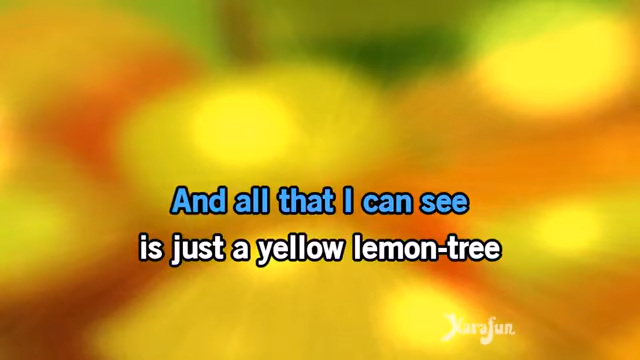 And all that I can see
is just a yellow lemon-tree
KaraFun